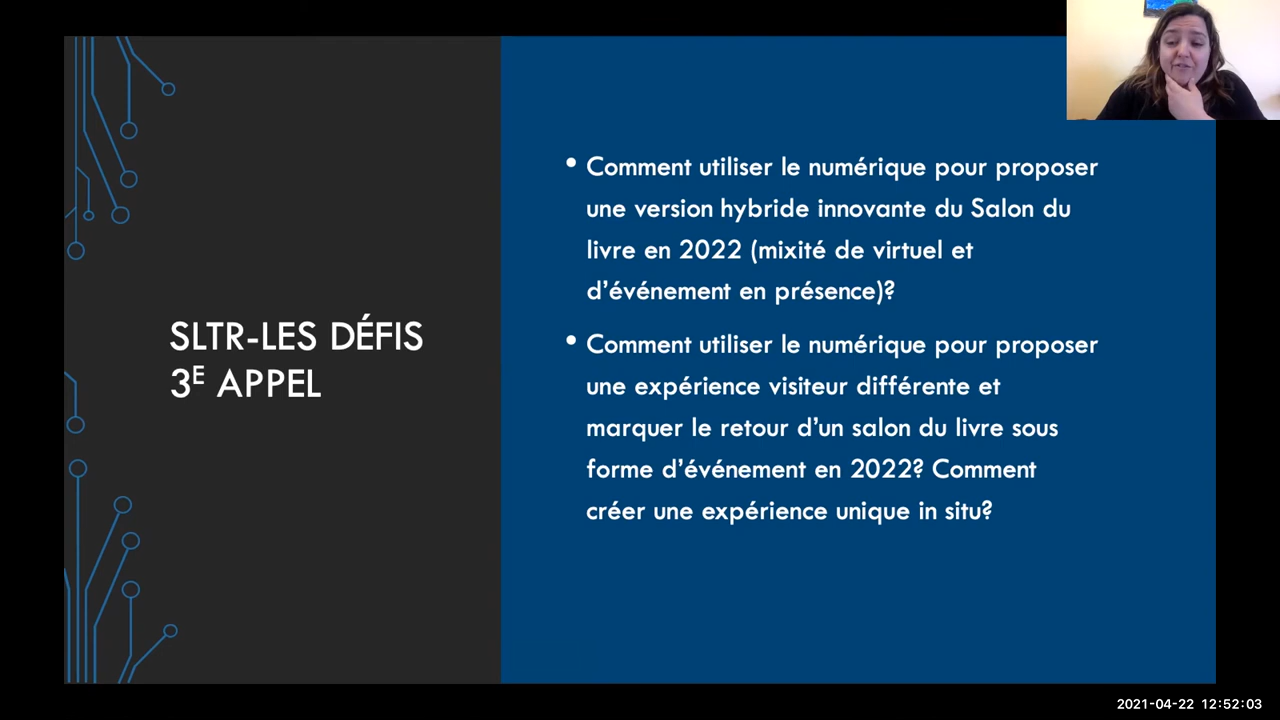 SLTR-LES DÉFIS
3E APPEL
• Comment utiliser le numérique pour proposer
une version hybride innovante du Salon du
livre en 2022 (mixité de virtuel et
d’événement en présence)?
• Comment utiliser le numérique pour proposer
une expérience visiteur différente et
marquer le retour d’un salon du livre sous
forme d’événement en 2022? Comment
créer une expérience unique in situ?
2021-04-22 12:52:03